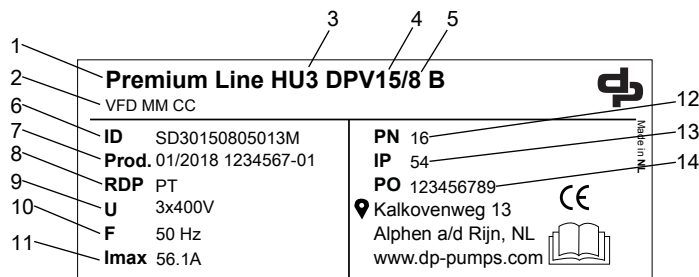 3 4 5
1 Premium Line HU3 DPV15/8 B dp
2 VFD MM CC
6 ID SD30150805013M
7 Prod. 01/2018 1234567-01
8 RDP PT
9 U 3x400V
10 F 50 Hz
11 Imax 56.1A
PN 16 12
IP 54 13
PO 123456789 14
Kalkovenweg 13
Alphen a/d Rijn, NL
www.dp-pumps.com
CE
Made in NL